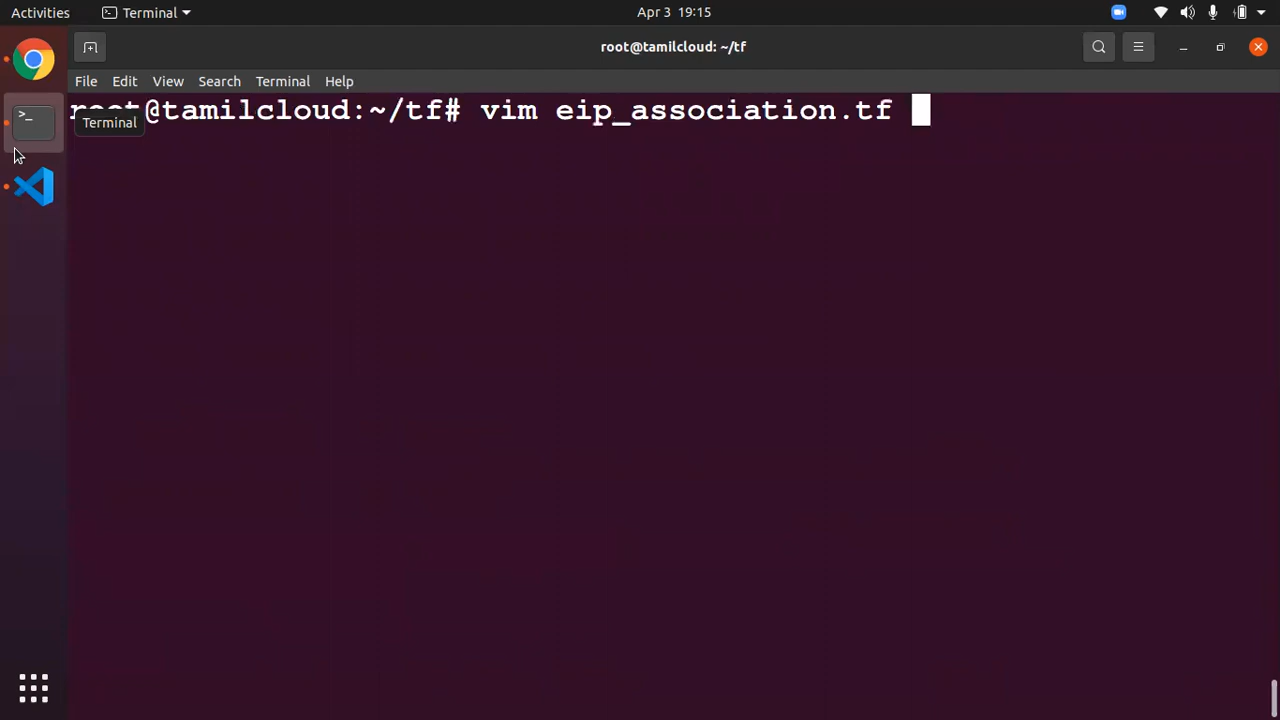 Activities Terminal Apr 3 19:15
root@tamilcloud: ~/tf
File Edit View Search Terminal Help
root@tamilcloud:~/tf# vim eip_association.tf
Terminal
>_